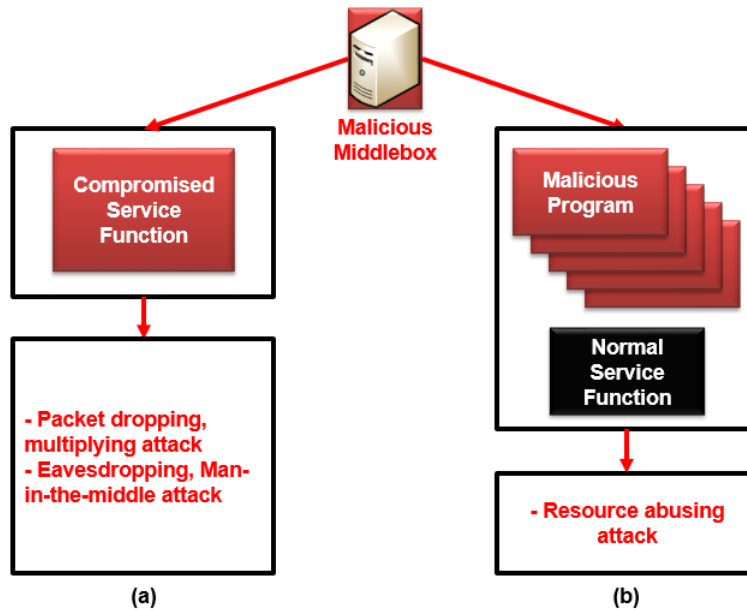 Malicious
Middlebox
Compromised
Service
Function
Malicious
Program
Normal
Service
Function
- Packet dropping,
multiplying attack
- Eavesdropping, Man-
in-the-middle attack
- Resource abusing
attack
(a)
(b)